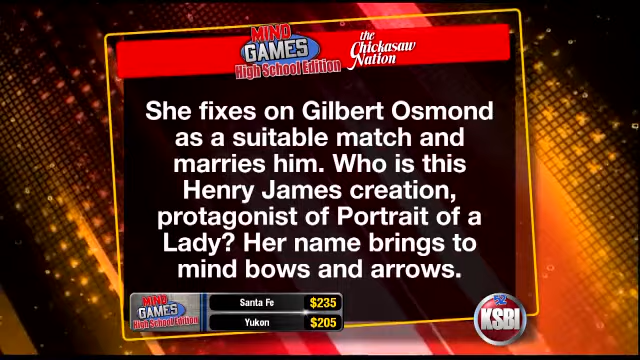 MIND
GAMES
High School Edition
the
Chickasaw
Nation
She fixes on Gilbert Osmond
as a suitable match and
marries him. Who is this
Henry James creation,
protagonist of Portrait of a
Lady? Her name brings to
mind bows and arrows.
MIND
GAMES
High School Edition
Santa Fe $235
Yukon $205
52
KSBI